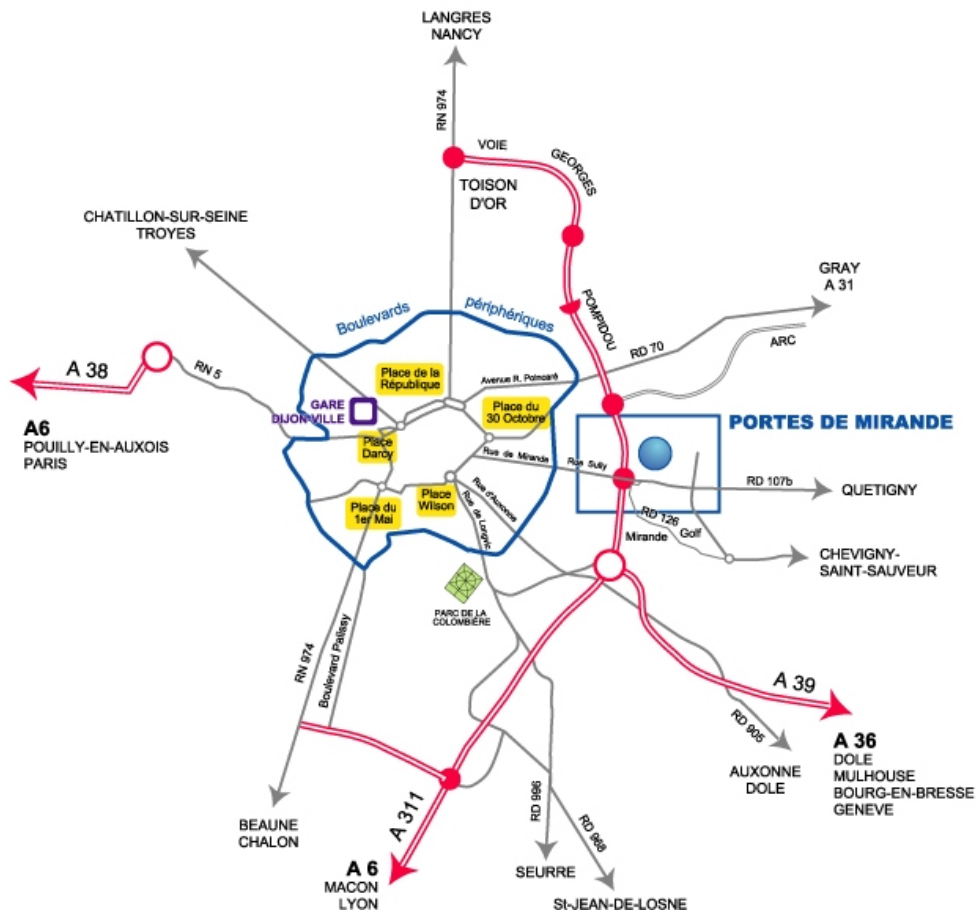 LANGRES
NANCY
RN 974
VOIE
GEORGES
POMPIDOU
TOISON
D'OR
CHATILLON-SUR-SEINE
TROYES
GRAY
A 31
Boulevards
périphériques
RD 70
ARC
A 38
RN 5
Place de la
République
Avenue R. Poincaré
GARE
DIJON-VILLE
Place du
30 Octobre
PORTES DE MIRANDE
A6
POUILLY-EN-AUXOIS
PARIS
Place
Darcy
Rue de Mirande
Rue Sully
RD 107b
QUETIGNY
Place du
1er Mai
Place
Wilson
Rue d'Auxonne
Rue de Longvic
RD 126
Mirande
Golf
CHEVIGNY-
SAINT-SAUVEUR
PARC DE LA
COLOMBIÈRE
RN 974
Boulevard Palissy
A 39
RD 905
A 36
DOLE
MULHOUSE
BOURG-EN-BRESSE
GENEVE
AUXONNE
DOLE
A 311
RD 996
RD 968
BEAUNE
CHALON
A 6
MACON
LYON
SEURRE
St-JEAN-DE-LOSNE